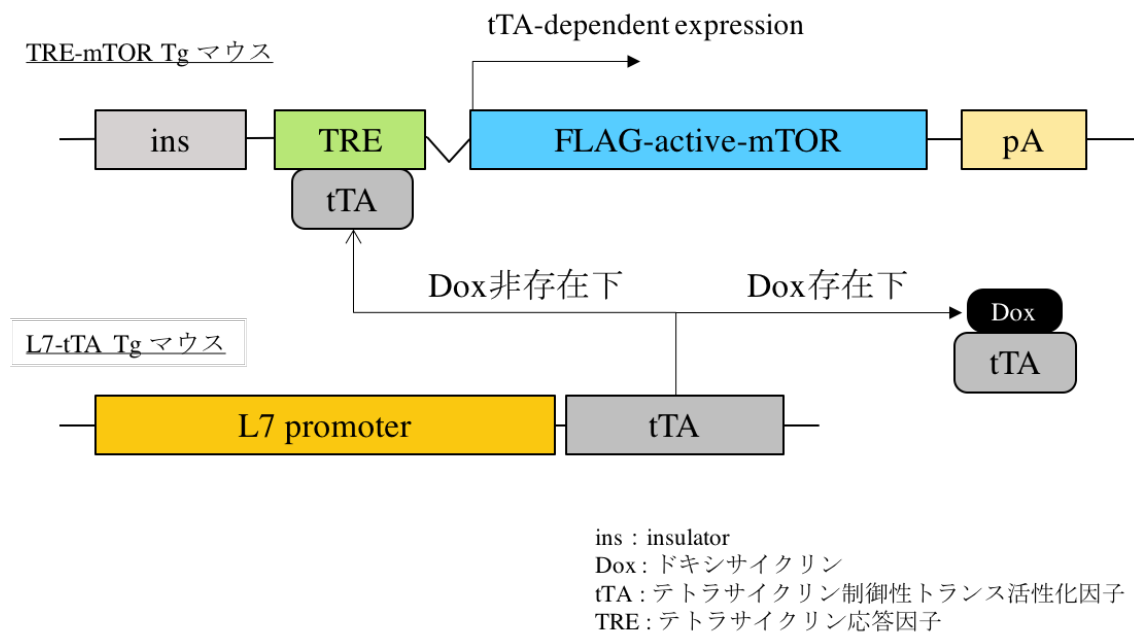 tTA-dependent expression
TRE-mTOR Tg マウス
ins
TRE
FLAG-active-mTOR
pA
tTA
Dox非存在下
Dox存在下
Dox
tTA
L7-tTA Tg マウス
L7 promoter
tTA
ins : insulator
Dox : ドキシサイクリン
tTA : テトラサイクリン制御性トランス活性化因子
TRE : テトラサイクリン応答因子